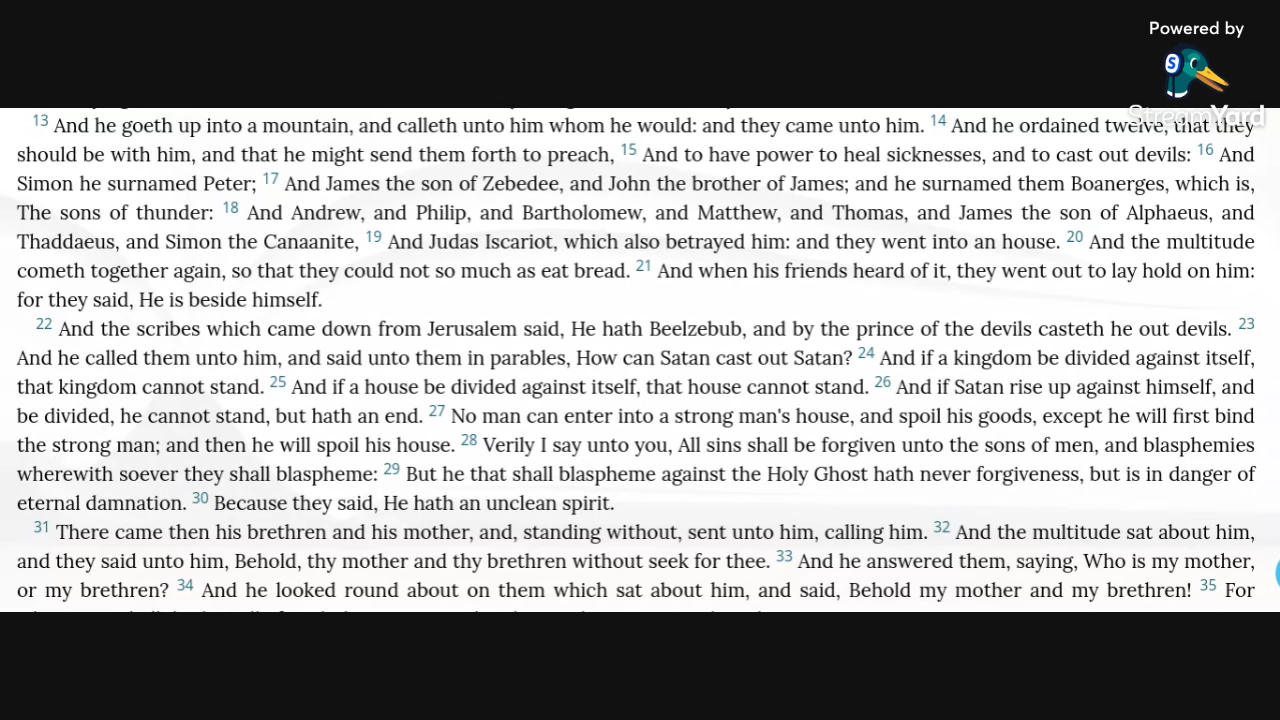 Powered by
S
StreamYard
13 And he goeth up into a mountain, and calleth unto him whom he would: and they came unto him. 14 And he ordained twelve, that they
should be with him, and that he might send them forth to preach, 15 And to have power to heal sicknesses, and to cast out devils: 16 And
Simon he surnamed Peter; 17 And James the son of Zebedee, and John the brother of James; and he surnamed them Boanerges, which is,
The sons of thunder: 18 And Andrew, and Philip, and Bartholomew, and Matthew, and Thomas, and James the son of Alphaeus, and
Thaddaeus, and Simon the Canaanite, 19 And Judas Iscariot, which also betrayed him: and they went into an house. 20 And the multitude
cometh together again, so that they could not so much as eat bread. 21 And when his friends heard of it, they went out to lay hold on him:
for they said, He is beside himself.
22 And the scribes which came down from Jerusalem said, He hath Beelzebub, and by the prince of the devils casteth he out devils. 23
And he called them unto him, and said unto them in parables, How can Satan cast out Satan? 24 And if a kingdom be divided against itself,
that kingdom cannot stand. 25 And if a house be divided against itself, that house cannot stand. 26 And if Satan rise up against himself, and
be divided, he cannot stand, but hath an end. 27 No man can enter into a strong man's house, and spoil his goods, except he will first bind
the strong man; and then he will spoil his house. 28 Verily I say unto you, All sins shall be forgiven unto the sons of men, and blasphemies
wherewith soever they shall blaspheme: 29 But he that shall blaspheme against the Holy Ghost hath never forgiveness, but is in danger of
eternal damnation. 30 Because they said, He hath an unclean spirit.
31 There came then his brethren and his mother, and, standing without, sent unto him, calling him. 32 And the multitude sat about him,
and they said unto him, Behold, thy mother and thy brethren without seek for thee. 33 And he answered them, saying, Who is my mother,
or my brethren? 34 And he looked round about on them which sat about him, and said, Behold my mother and my brethren! 35 For